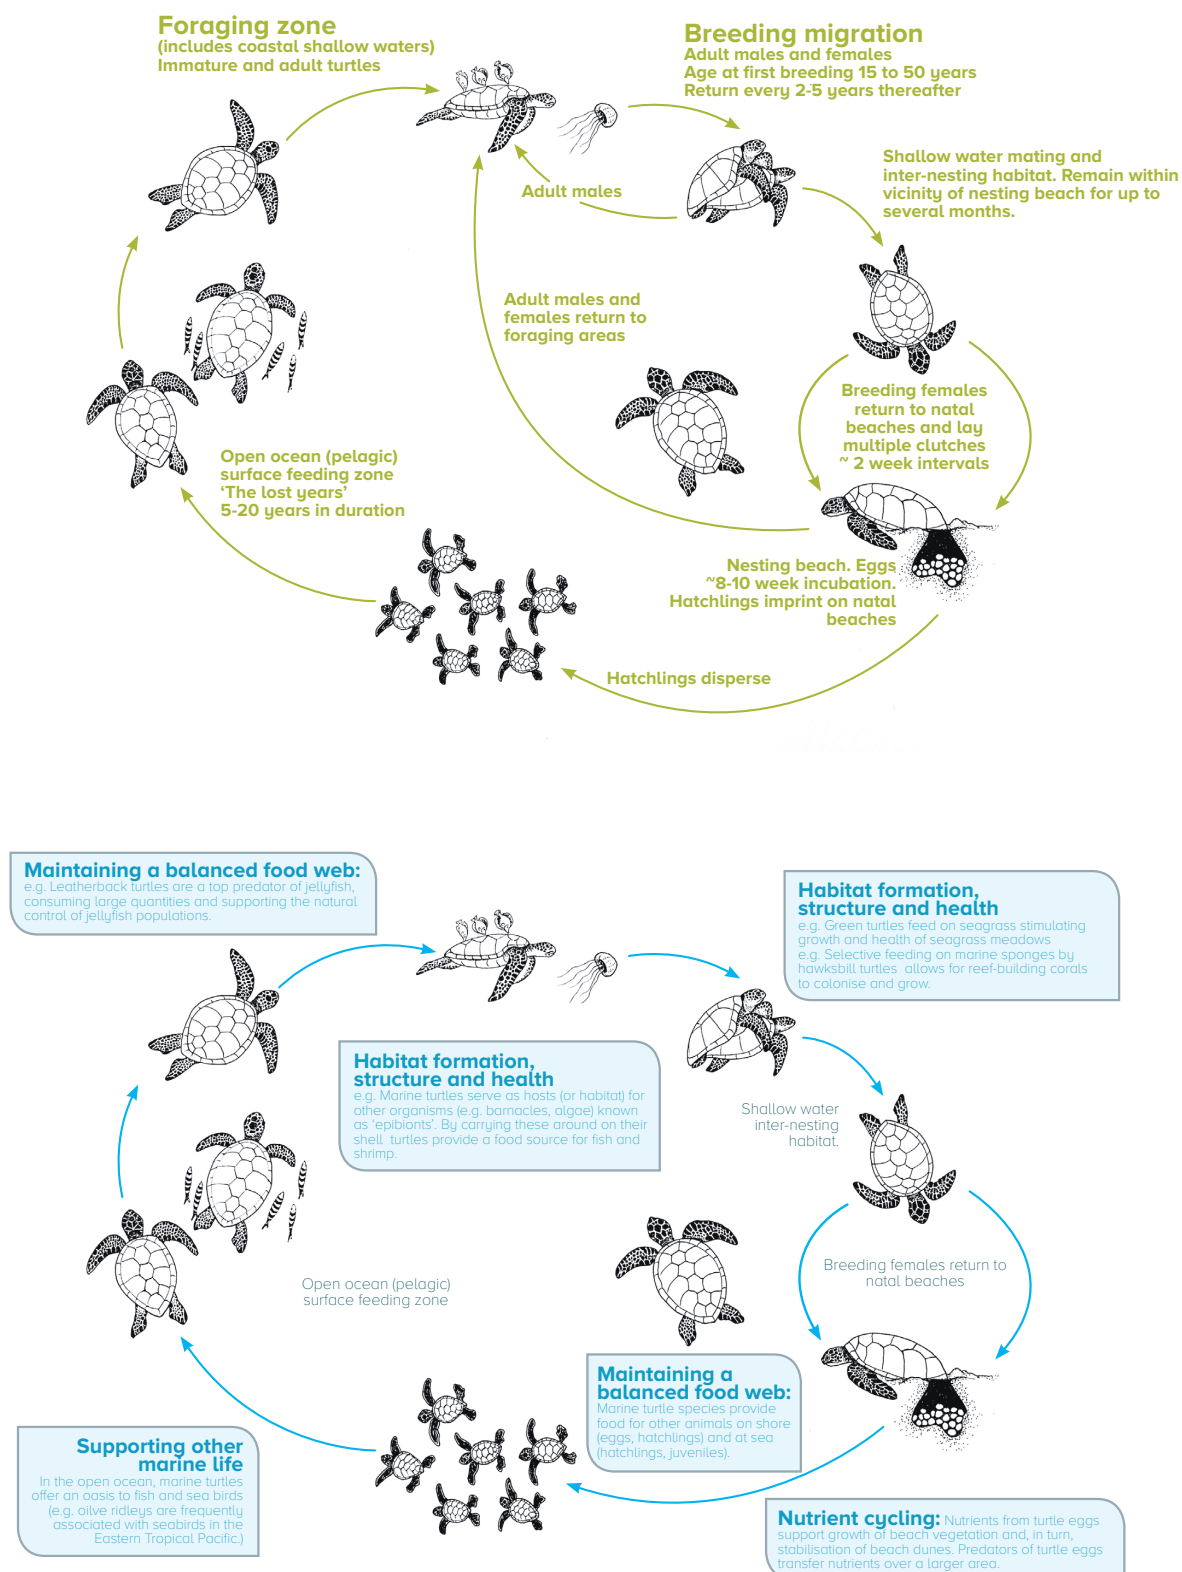 Foraging zone
(includes coastal shallow waters)
Immature and adult turtles
Breeding migration
Adult males and females
Age at first breeding 15 to 50 years
Return every 2-5 years thereafter
Shallow water mating and
inter-nesting habitat. Remain within
vicinity of nesting beach for up to
several months.
Adult males
Adult males and
females return to
foraging areas
Breeding females
return to natal
beaches and lay
multiple clutches
~ 2 week intervals
Open ocean (pelagic)
surface feeding zone
‘The lost years’
5-20 years in duration
Nesting beach. Eggs
~8-10 week incubation.
Hatchlings imprint on natal
beaches
Hatchlings disperse
Maintaining a balanced food web:
e.g. Leatherback turtles are a top predator of jellyfish,
consuming large quantities and supporting the natural
control of jellyfish populations.
Habitat formation,
structure and health
e.g. Green turtles feed on seagrass stimulating
growth and health of seagrass meadows
e.g. Selective feeding on marine sponges by
hawksbill turtles allows for reef-building corals
to colonise and grow.
Habitat formation,
structure and health
e.g. Marine turtles serve as hosts (or habitat) for
other organisms (e.g. barnacles, algae) known
as ‘epibionts’. By carrying these around on their
shell turtles provide a food source for fish and
shrimp.
Shallow water
inter-nesting
habitat.
Breeding females return to
natal beaches
Open ocean (pelagic)
surface feeding zone
Maintaining a
balanced food web:
Marine turtle species provide
food for other animals on shore
(eggs, hatchlings) and at sea
(hatchlings, juveniles).
Supporting other
marine life
In the open ocean, marine turtles
offer an oasis to fish and sea birds
(e.g. oilve ridleys are frequently
associated with seabirds in the
Eastern Tropical Pacific.)
Nutrient cycling: Nutrients from turtle eggs
support growth of beach vegetation and, in turn,
stabilisation of beach dunes. Predators of turtle eggs
transfer nutrients over a larger area.